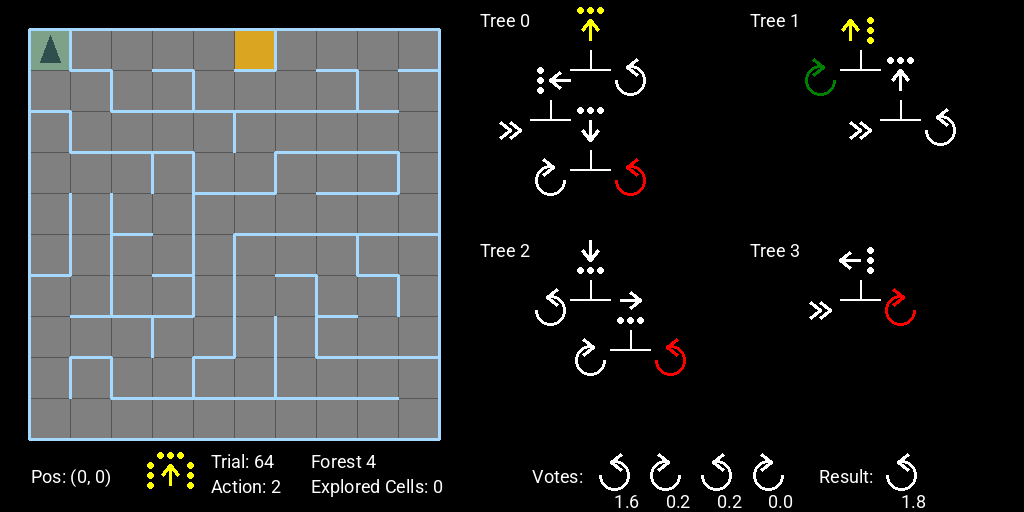 Tree 0
Tree 1
Tree 2
Tree 3
Pos: (0, 0)
Trial: 64
Forest 4
Action: 2
Explored Cells: 0
Votes:
1.6
0.2
0.2
0.0
Result:
1.8